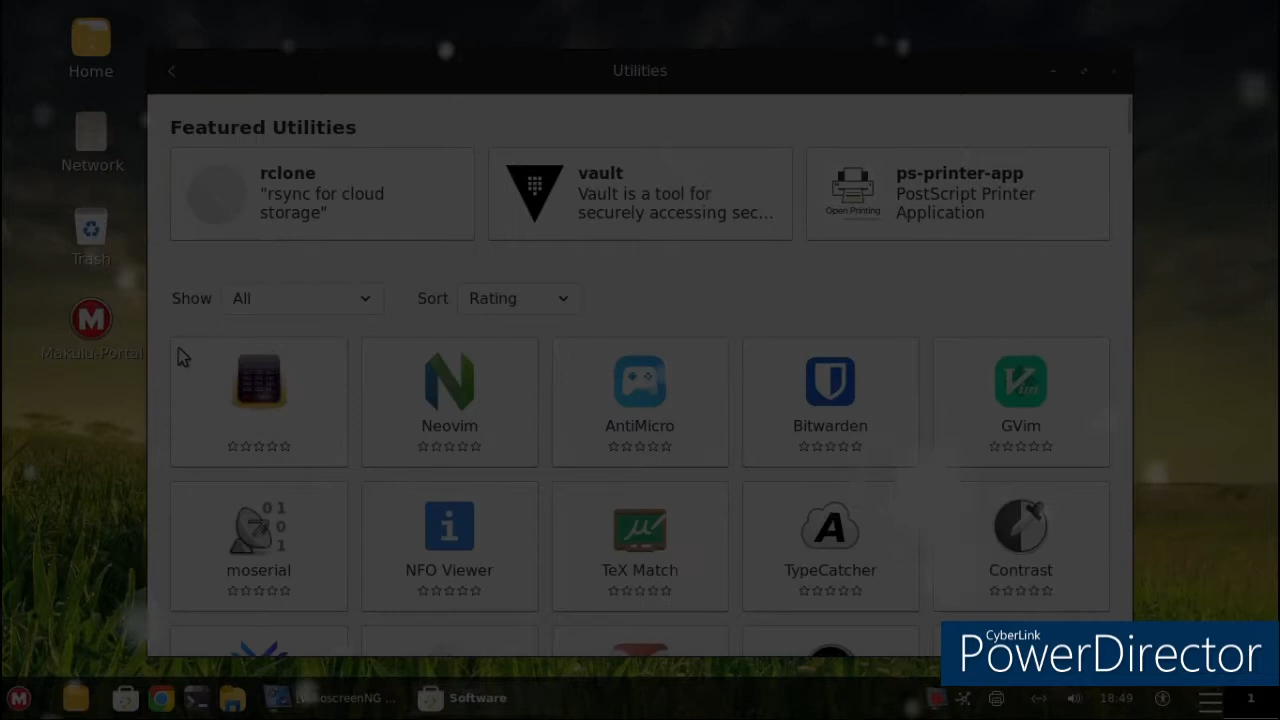 Home
Network
Trash
Makulu-Portal
Utilities
Featured Utilities
rclone
"rsync for cloud
storage"
vault
Vault is a tool for
securely accessing sec...
Open Printing
ps-printer-app
PostScript Printer
Application
Show
All
Sort
Rating
Neovim
AntiMicro
Bitwarden
GVim
moserial
NFO Viewer
TeX Match
TypeCatcher
Contrast
CyberLink
PowerDirector
Software
18:49
1